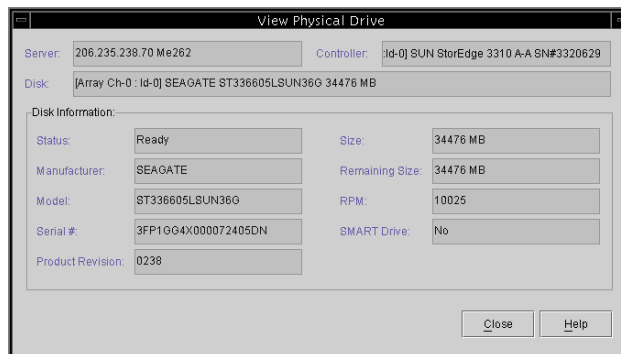 View Physical Drive
Server: 206.235.238.70 Me262 Controller: :Id-0] SUN StorEdge 3310 A-A SN#3320629
Disk: [Array Ch-0 : Id-0] SEAGATE ST336605LSUN36G 34476 MB
Disk Information:
Status: Ready Size: 34476 MB
Manufacturer: SEAGATE Remaining Size: 34476 MB
Model: ST336605LSUN36G RPM: 10025
Serial #: 3FP1GG4X000072405DN SMART Drive: No
Product Revision: 0238
Close Help